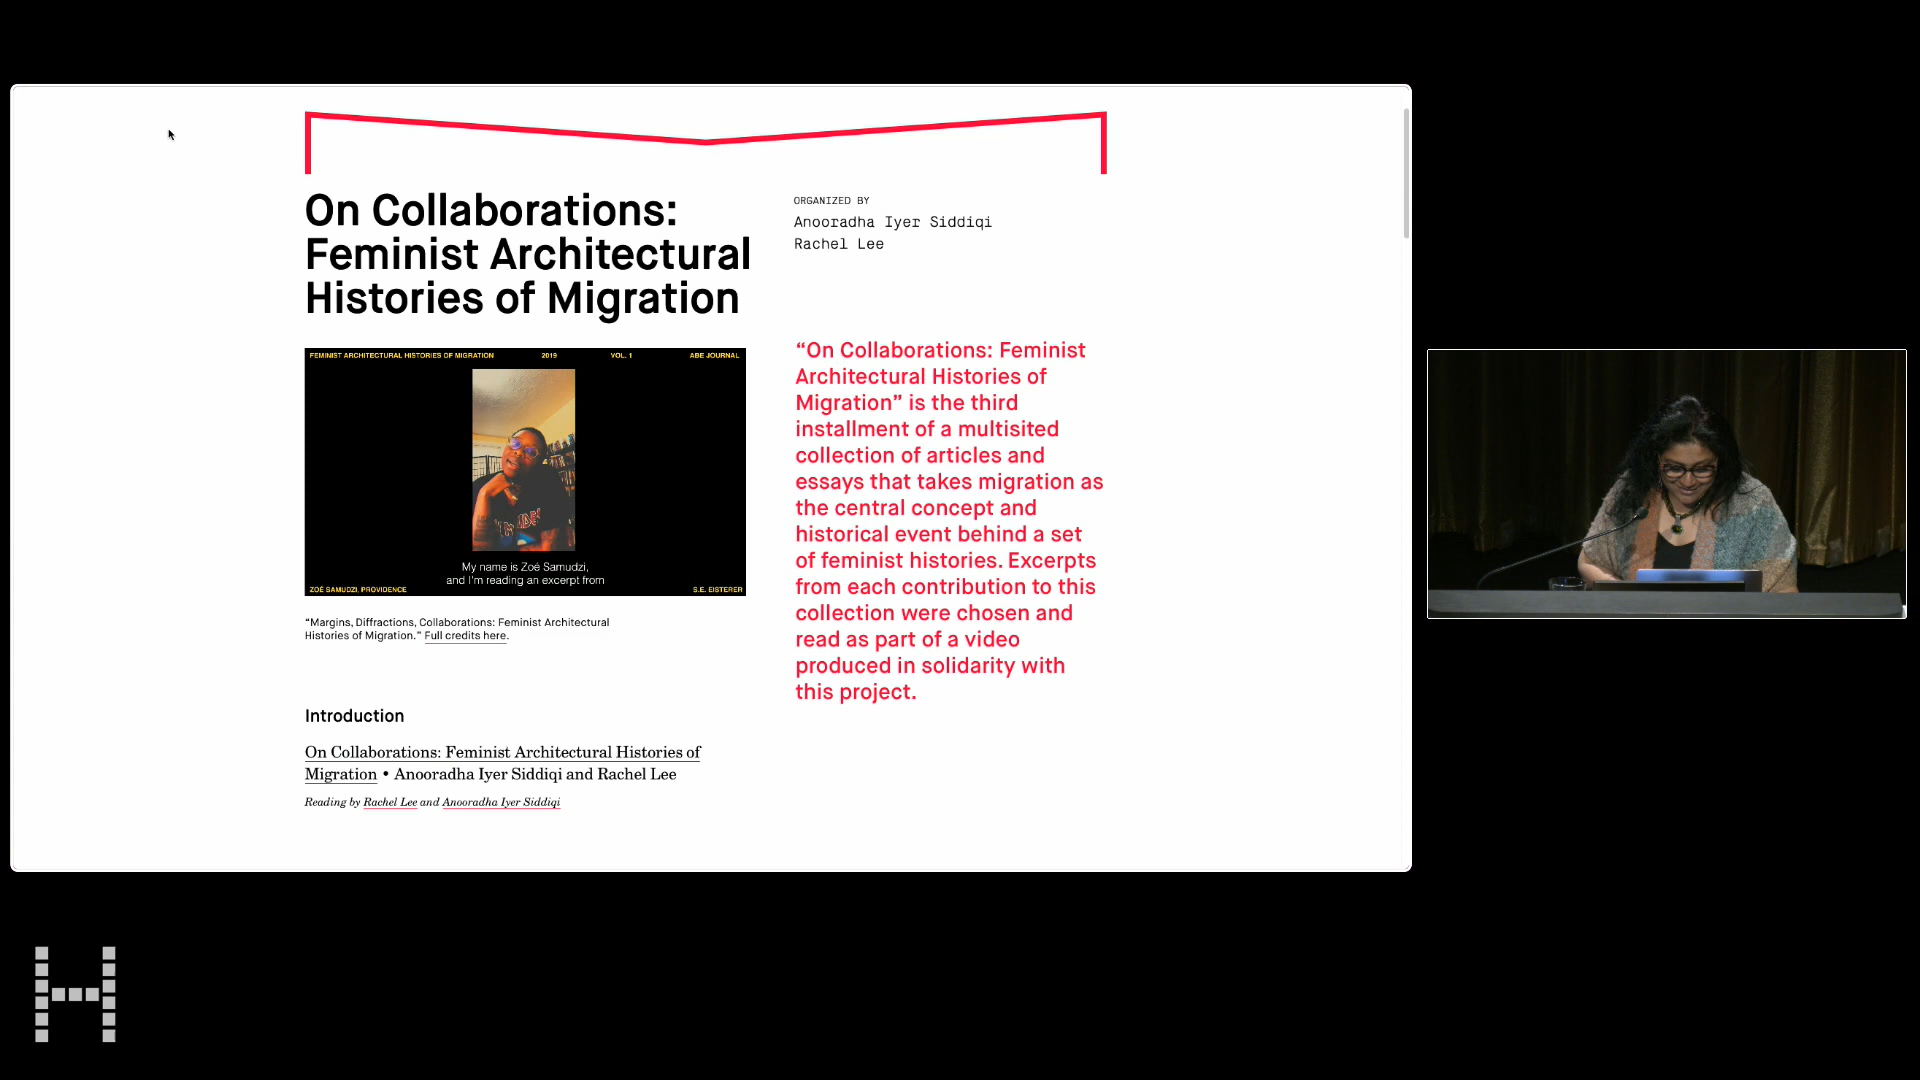 On Collaborations:
Feminist Architectural
Histories of Migration
ORGANIZED BY
Anooradha Iyer Siddiqi
Rachel Lee
FEMINIST ARCHITECTURAL HISTORIES OF MIGRATION 2019 VOL. 1 ABE JOURNAL
My name is Zoé Samudzi,
and I'm reading an excerpt from
ZOÉ SAMUDZI, PROVIDENCE S.E. EISTERER
“Margins, Diffractions, Collaborations: Feminist Architectural
Histories of Migration.” Full credits here.
“On Collaborations: Feminist
Architectural Histories of
Migration” is the third
installment of a multisited
collection of articles and
essays that takes migration as
the central concept and
historical event behind a set
of feminist histories. Excerpts
from each contribution to this
collection were chosen and
read as part of a video
produced in solidarity with
this project.
Introduction
On Collaborations: Feminist Architectural Histories of
Migration • Anooradha Iyer Siddiqi and Rachel Lee
Reading by Rachel Lee and Anooradha Iyer Siddiqi
H